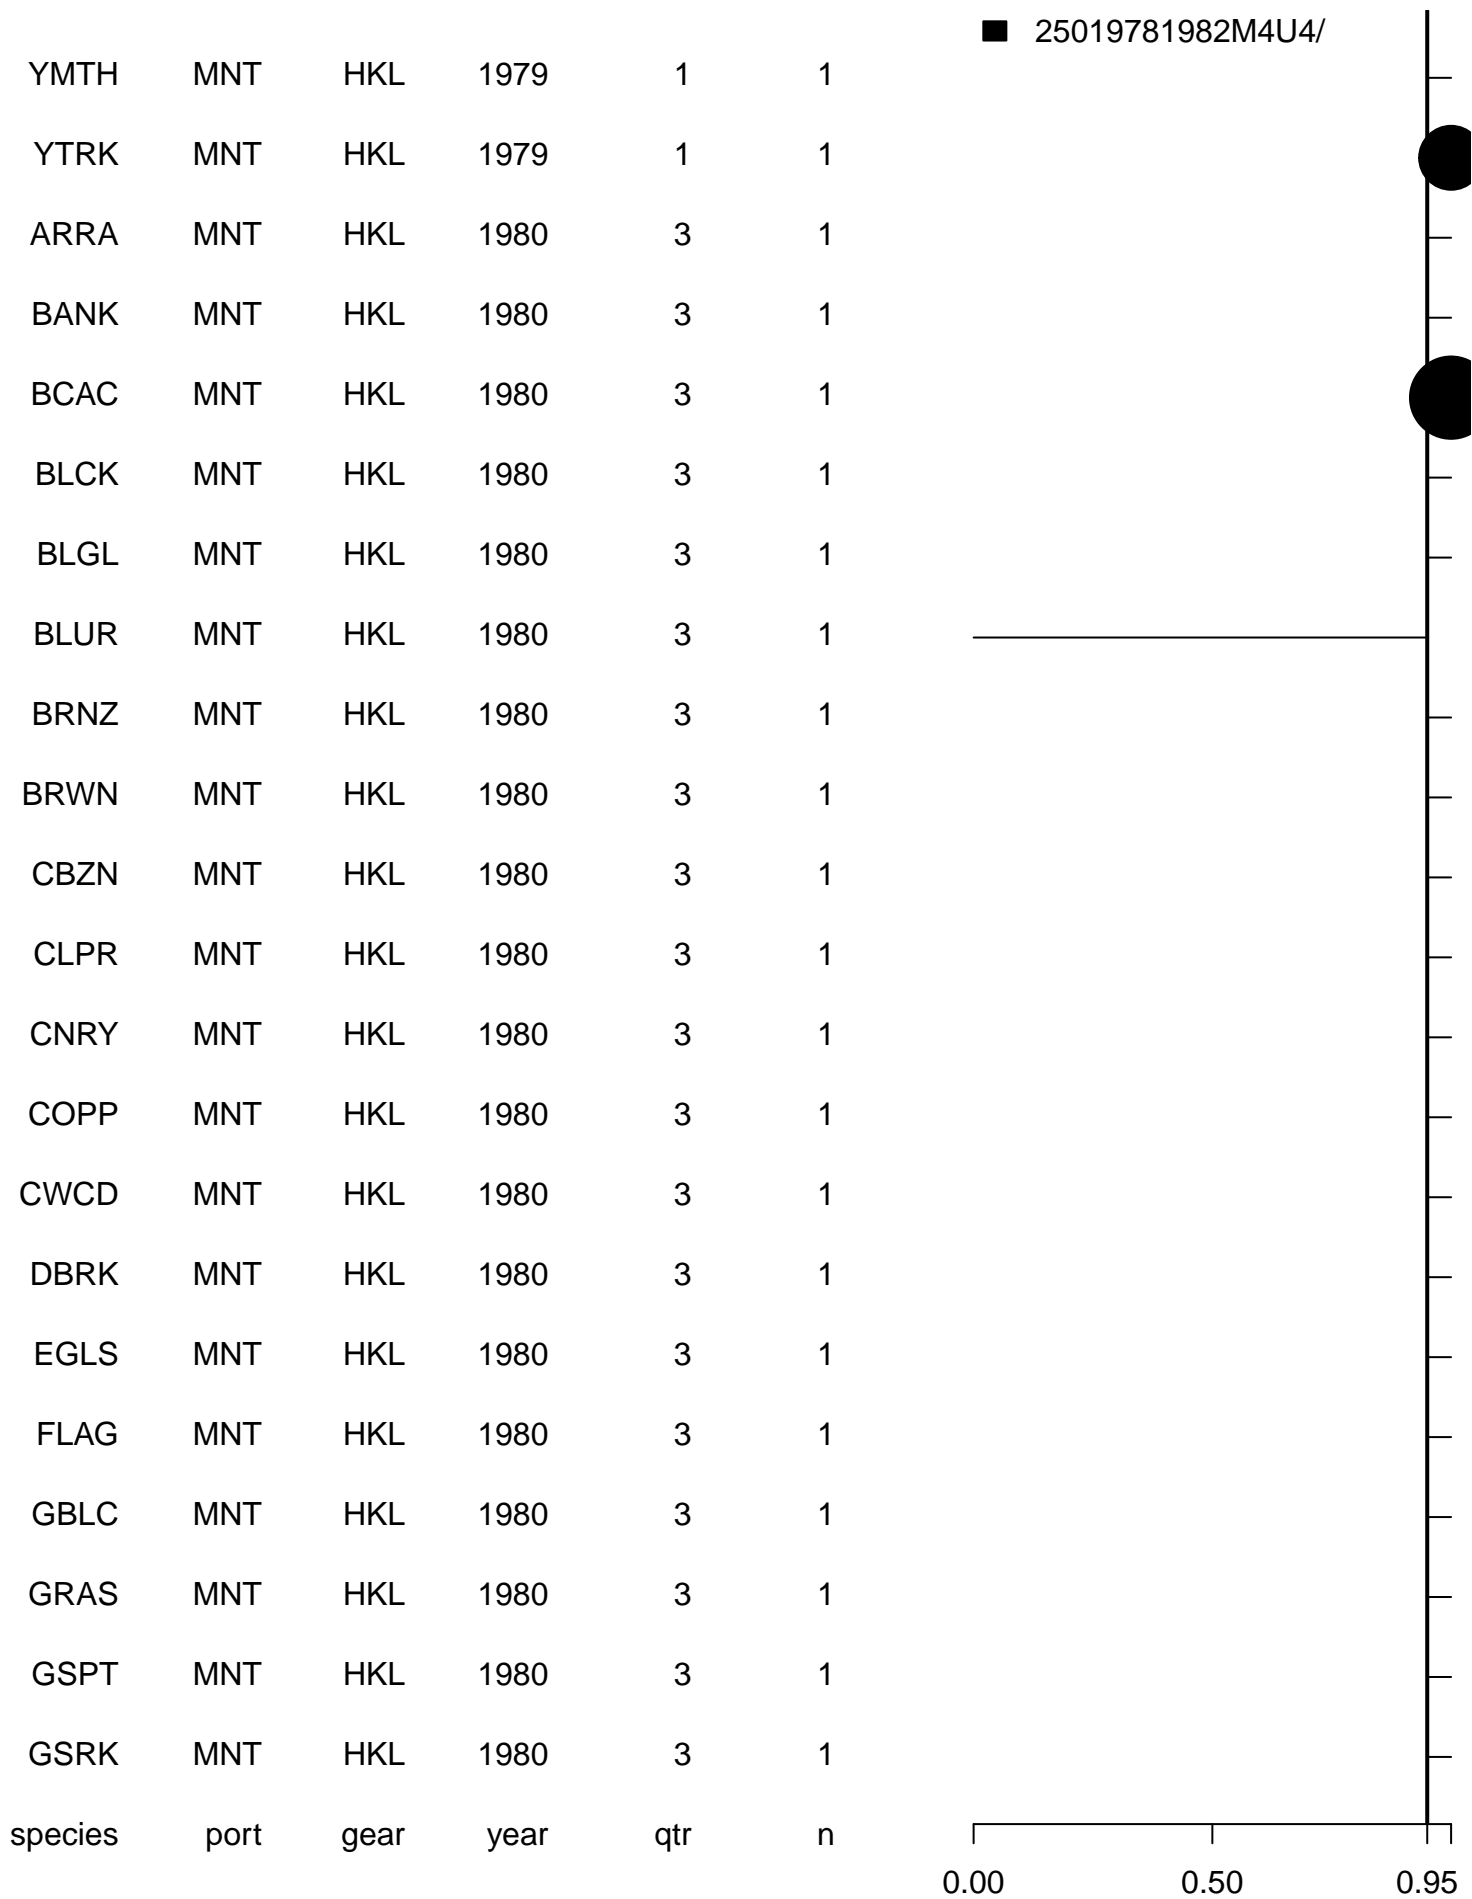 25019781982M4U4/
YMTH MNT HKL 1979 1 1
YTRK MNT HKL 1979 1 1
ARRA MNT HKL 1980 3 1
BANK MNT HKL 1980 3 1
BCAC MNT HKL 1980 3 1
BLCK MNT HKL 1980 3 1
BLGL MNT HKL 1980 3 1
BLUR MNT HKL 1980 3 1
BRNZ MNT HKL 1980 3 1
BRWN MNT HKL 1980 3 1
CBZN MNT HKL 1980 3 1
CLPR MNT HKL 1980 3 1
CNRY MNT HKL 1980 3 1
COPP MNT HKL 1980 3 1
CWCD MNT HKL 1980 3 1
DBRK MNT HKL 1980 3 1
EGLS MNT HKL 1980 3 1
FLAG MNT HKL 1980 3 1
GBLC MNT HKL 1980 3 1
GRAS MNT HKL 1980 3 1
GSPT MNT HKL 1980 3 1
GSRK MNT HKL 1980 3 1
species port gear year qtr n
0.00 0.50 0.95